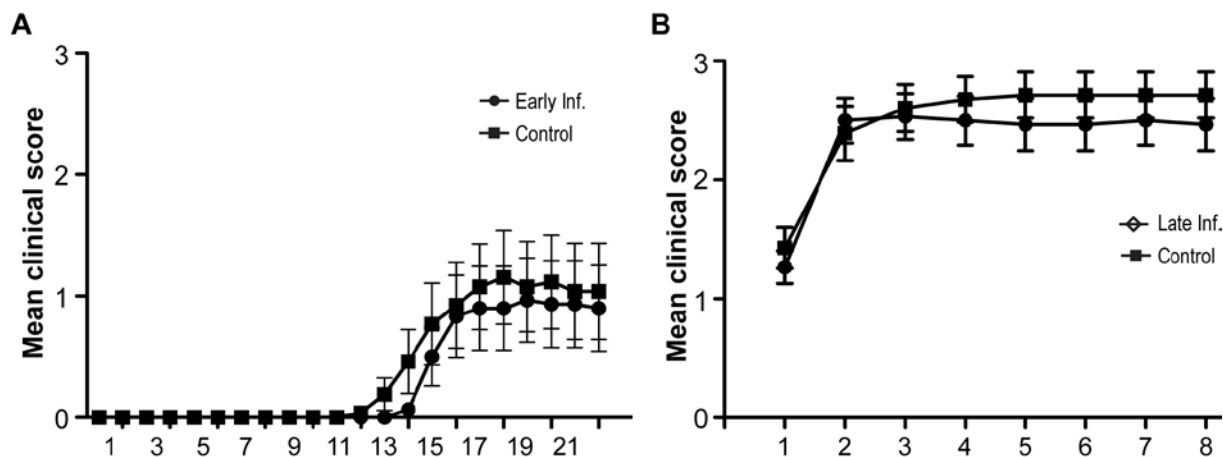 A
Mean clinical score
3
2
1
0
Early Inf.
Control
1 3 5 7 9 11 13 15 17 19 21
B
Mean clinical score
3
2
1
0
Late Inf.
Control
1 2 3 4 5 6 7 8